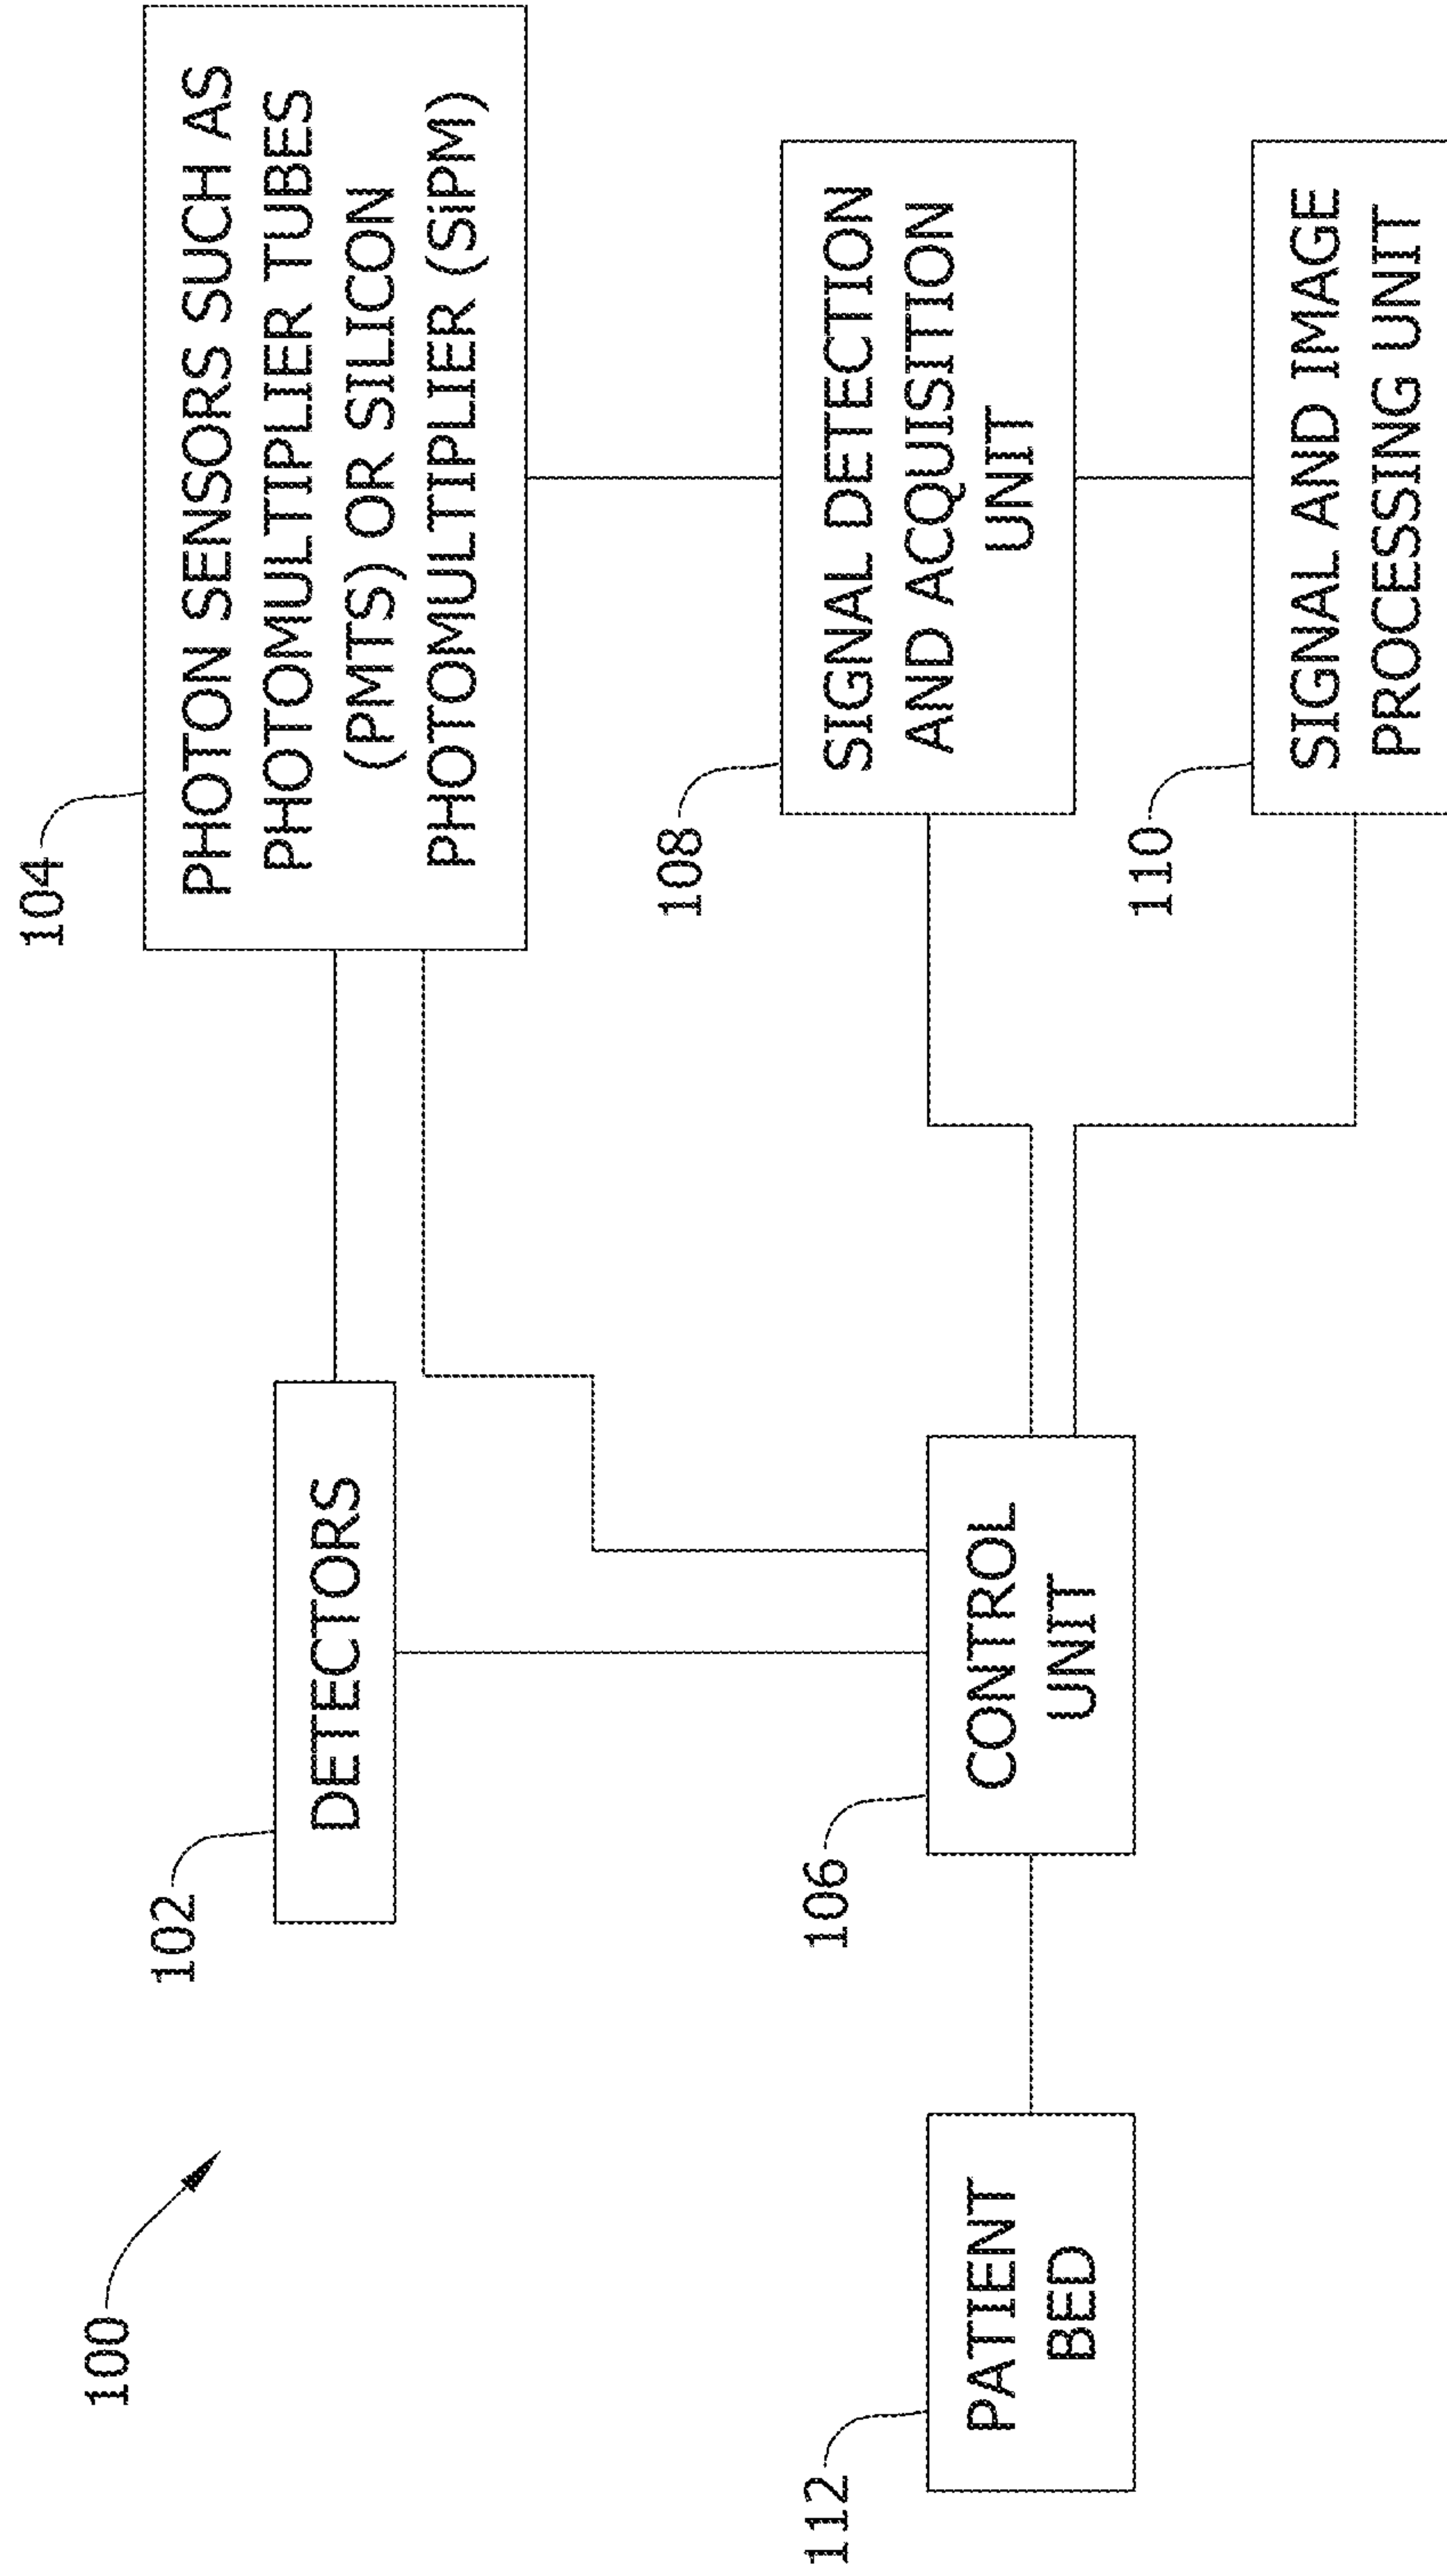 100
102
DETECTORS
104
PHOTON SENSORS SUCH AS
PHOTOMULTIPLIER TUBES
(PMTS) OR SILICON
PHOTOMULTIPLIER (SiPM)
112
PATIENT
BED
106
CONTROL
UNIT
108
SIGNAL DETECTION
AND ACQUISITION
UNIT
110
SIGNAL AND IMAGE
PROCESSING UNIT